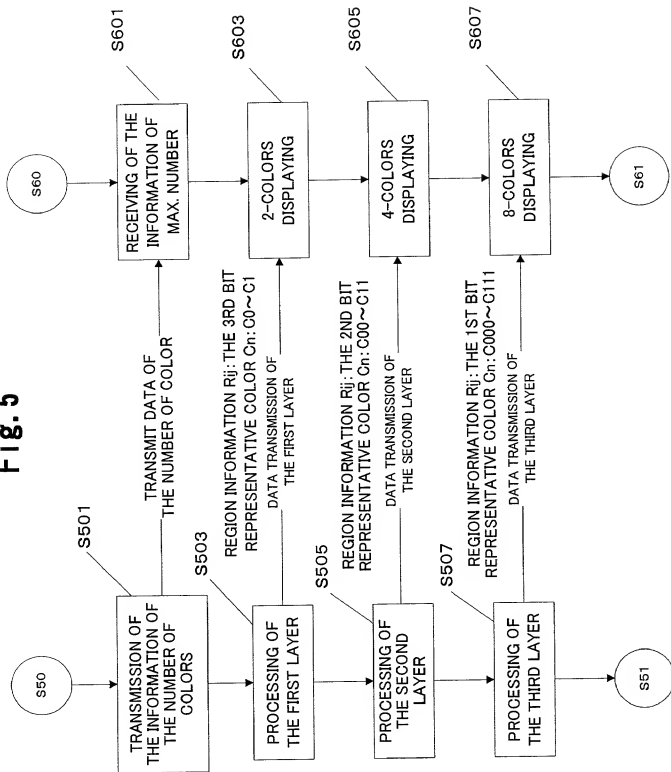 Fig. 5
S50
S60
S501
S601
TRANSMISSION OF
THE INFORMATION OF
THE NUMBER OF
COLORS
TRANSMIT DATA OF
THE NUMBER OF COLOR
RECEIVING OF THE
INFORMATION OF
MAX. NUMBER
S503
S603
REGION INFORMATION Rij: THE 3RD BIT
REPRESENTATIVE COLOR Cn: C0~C1
PROCESSING OF
THE FIRST LAYER
DATA TRANSMISSION OF
THE FIRST LAYER
2-COLORS
DISPLAYING
S505
S605
REGION INFORMATION Rij: THE 2ND BIT
REPRESENTATIVE COLOR Cn: C00~C11
PROCESSING OF
THE SECOND
LAYER
DATA TRANSMISSION OF
THE SECOND LAYER
4-COLORS
DISPLAYING
S507
S607
REGION INFORMATION Rij: THE 1ST BIT
REPRESENTATIVE COLOR Cn: C000~C111
PROCESSING OF
THE THIRD LAYER
DATA TRANSMISSION OF
THE THIRD LAYER
8-COLORS
DISPLAYING
S51
S61